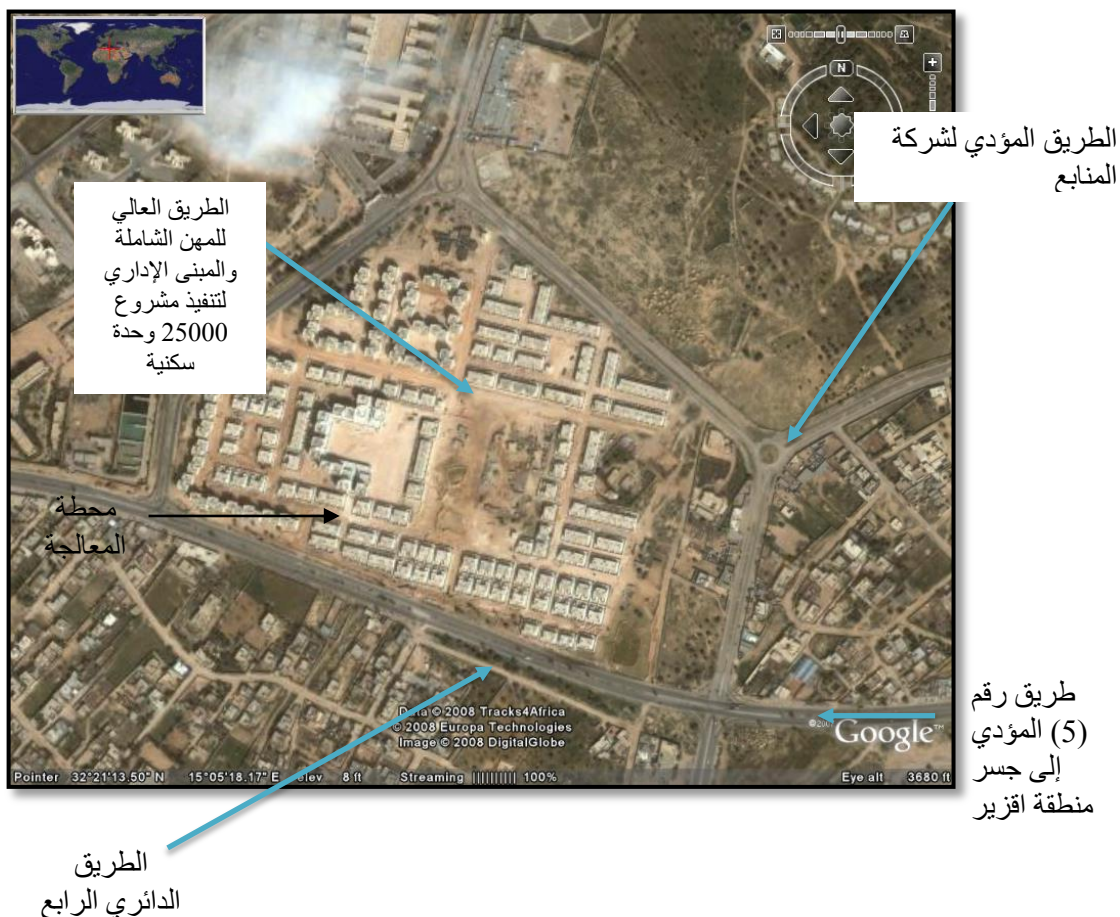 N
الطريق المؤدي لشركة
المنابع
الطريق العالي
للمهن الشاملة
والمبنى الإداري
لتنفيذ مشروع
25000 وحدة
سكنية
محطة
المعالجة
طريق رقم
(5) المؤدي
إلى جسر
منطقة اقزير
Data © 2008 Tracks4Africa
© 2008 Europa Technologies
Image © 2008 DigitalGlobe
Google™
Pointer 32°21'13.50" N 15°05'18.17" E elev 8 ft Streaming |||||||||| 100% Eye alt 3680 ft
الطريق
الدائري الرابع